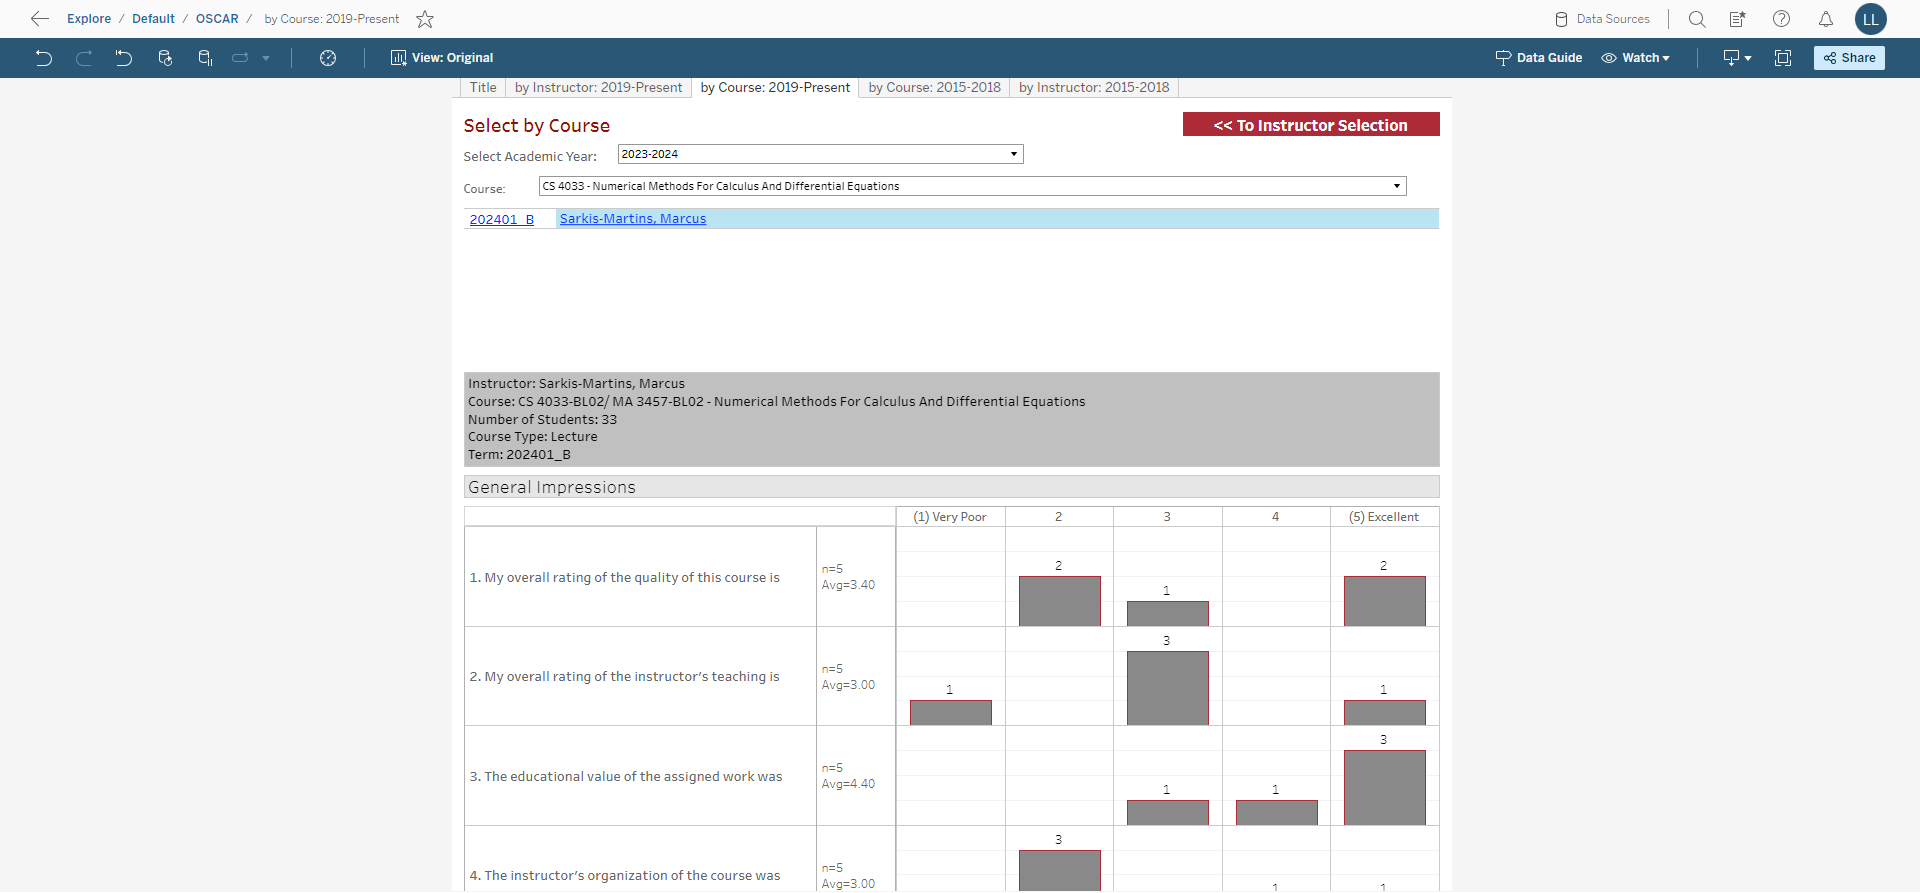 Explore / Default / OSCAR / by Course: 2019-Present
Data Sources
LL
View: Original
Data Guide
Watch
Share
Title
by Instructor: 2019-Present
by Course: 2019-Present
by Course: 2015-2018
by Instructor: 2015-2018
Select by Course
<< To Instructor Selection
Select Academic Year:
2023-2024
Course:
CS 4033 - Numerical Methods For Calculus And Differential Equations
202401_B
Sarkis-Martins, Marcus
Instructor: Sarkis-Martins, Marcus
Course: CS 4033-BL02/ MA 3457-BL02 - Numerical Methods For Calculus And Differential Equations
Number of Students: 33
Course Type: Lecture
Term: 202401_B
General Impressions
(1) Very Poor 2 3 4 (5) Excellent
1. My overall rating of the quality of this course is
n=5
Avg=3.40
2 1 2
2. My overall rating of the instructor's teaching is
n=5
Avg=3.00
1 3 1
3. The educational value of the assigned work was
n=5
Avg=4.40
1 1 3
4. The instructor's organization of the course was
n=5
Avg=3.00
3 1 1